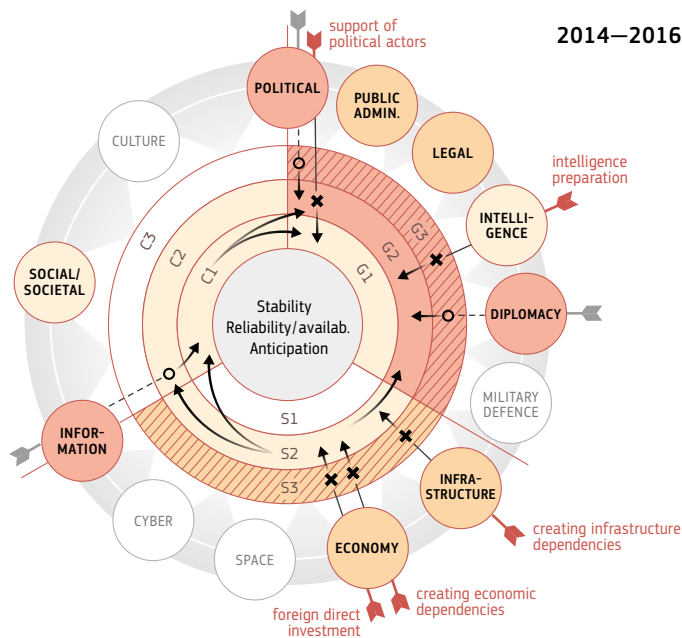 2014—2016
support of
political actors
POLITICAL
PUBLIC
ADMIN.
CULTURE
LEGAL
intelligence
preparation
INTELLI-
GENCE
C3
C2
C1
G1
G2
G3
SOCIAL/
SOCIETAL
Stability
Reliability/availab.
Anticipation
DIPLOMACY
MILITARY
DEFENCE
S1
S2
S3
INFOR-
MATION
INFRA-
STRUCTURE
CYBER
SPACE
ECONOMY
creating infrastructure
dependencies
creating economic
dependencies
foreign direct
investment